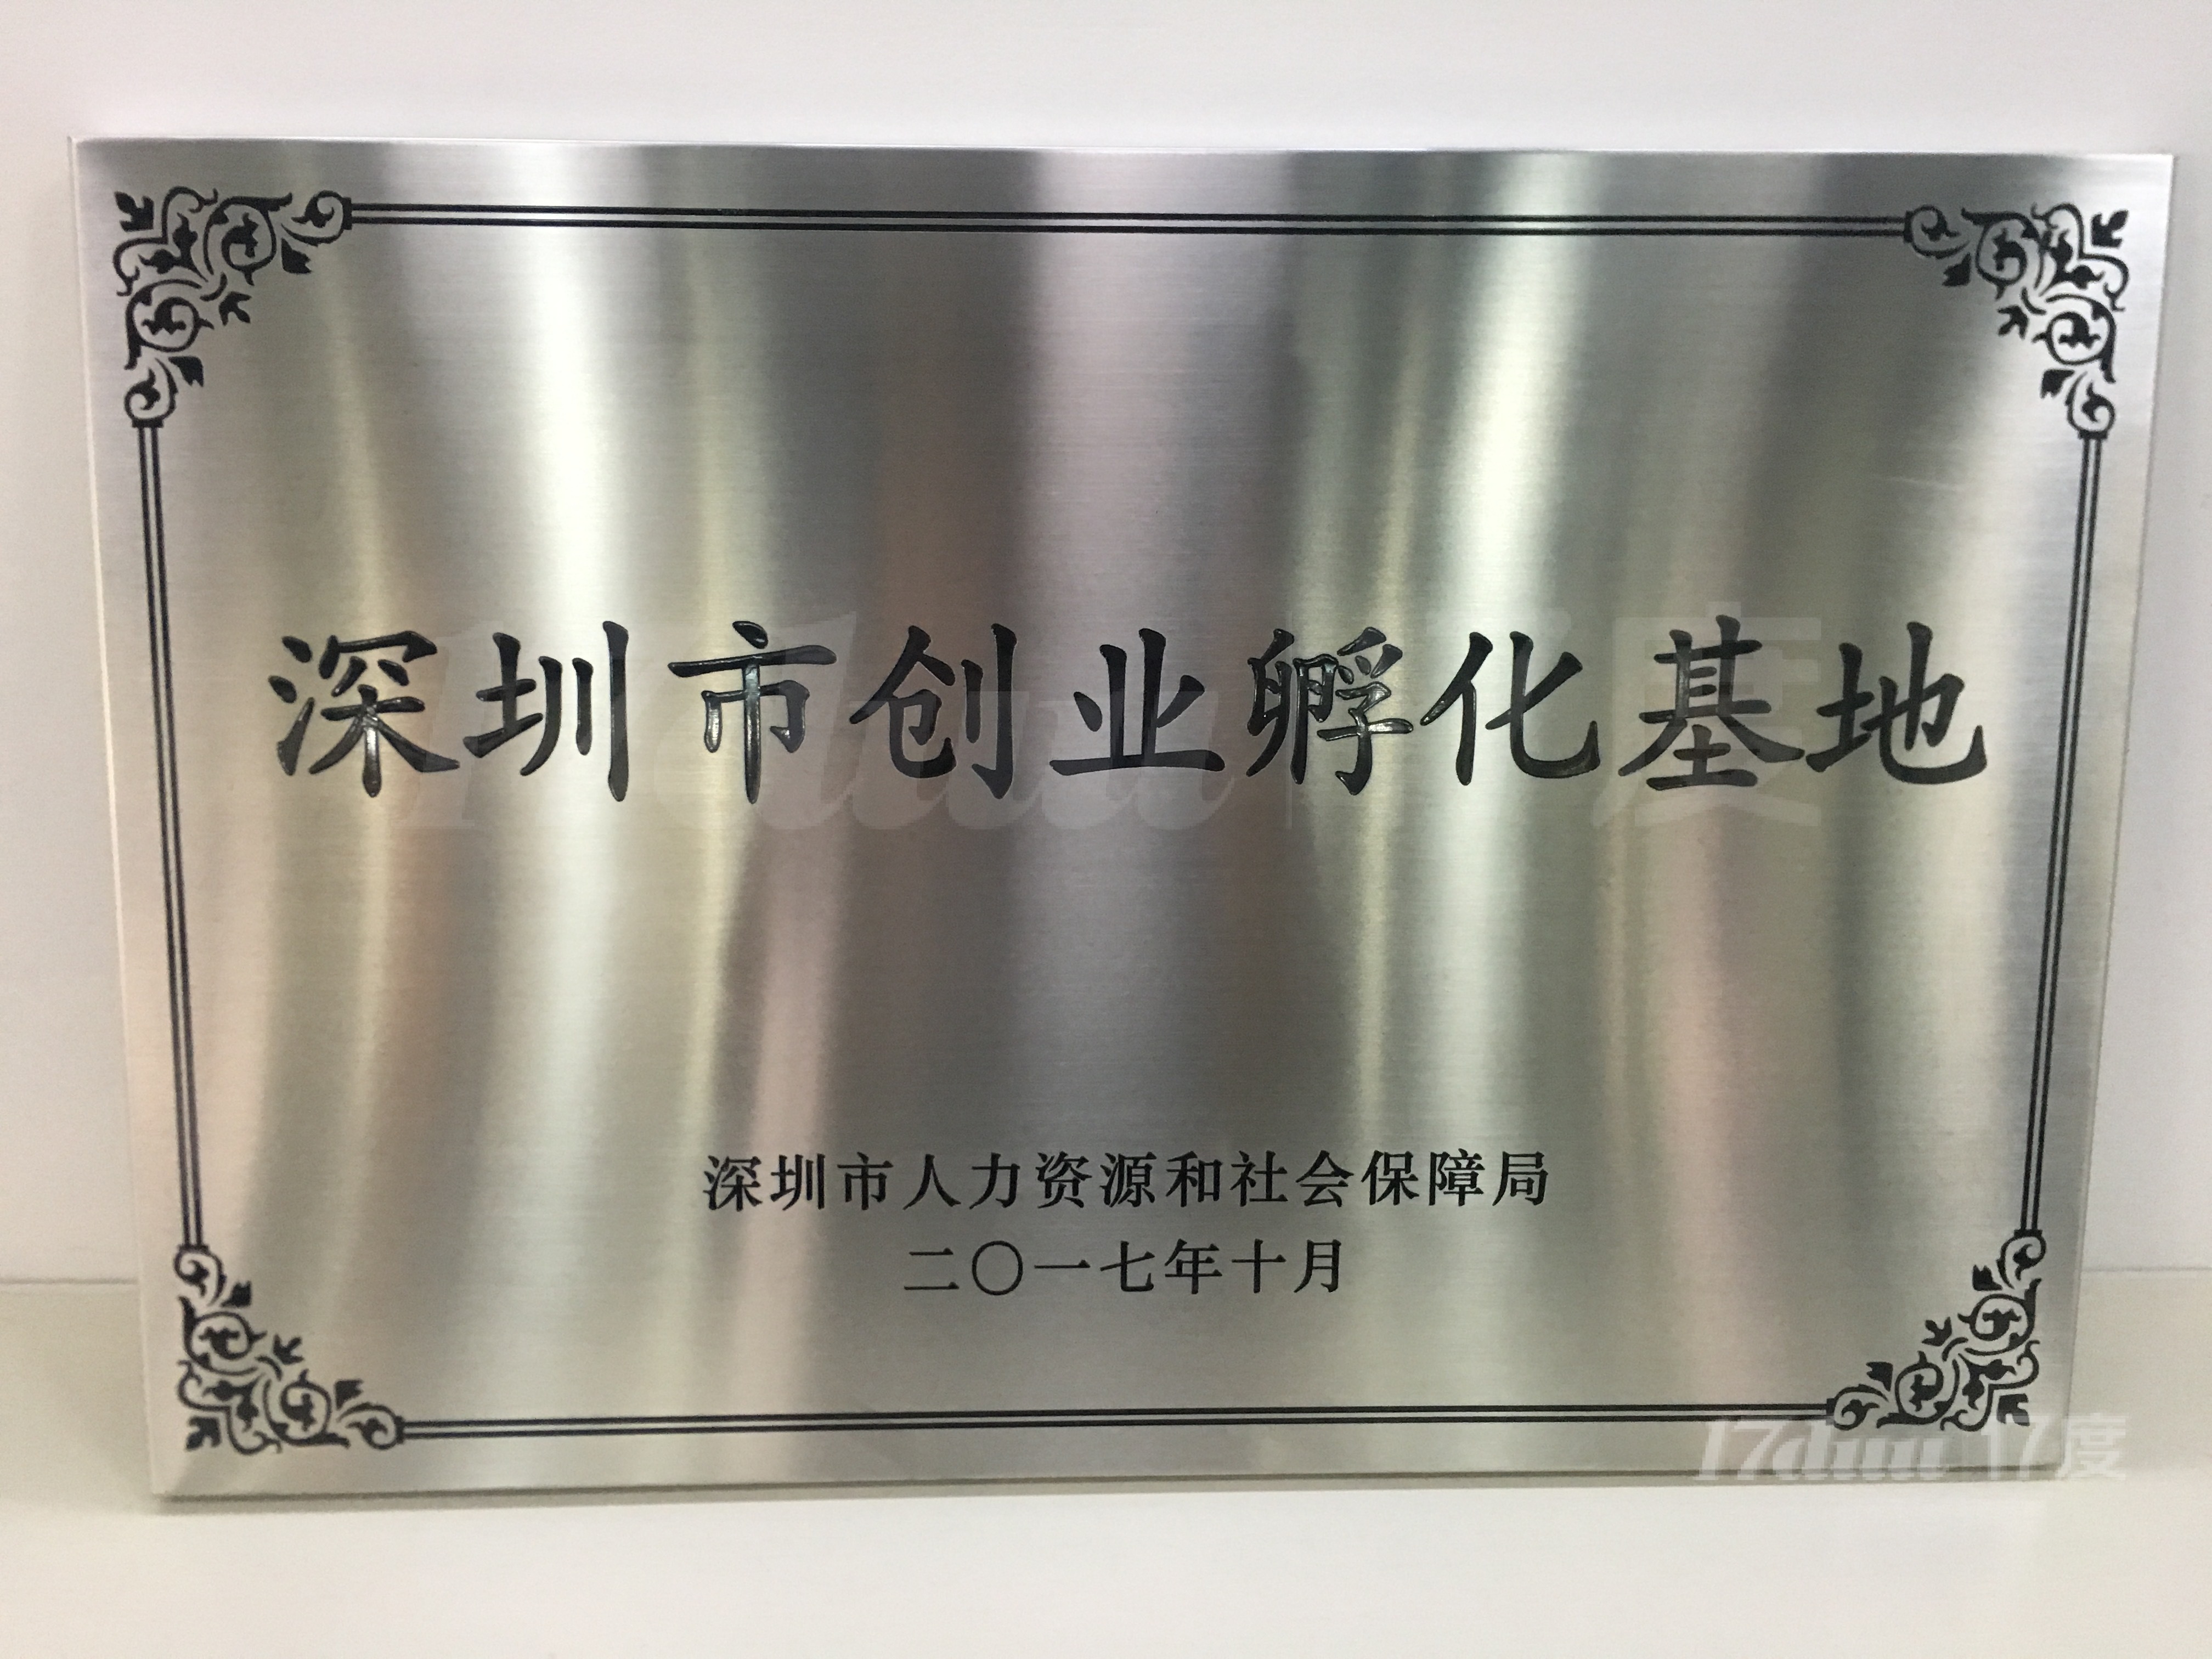 深圳市创业孵化基地
深圳市人力资源和社会保障局
二〇一七年十月
17dun 17度